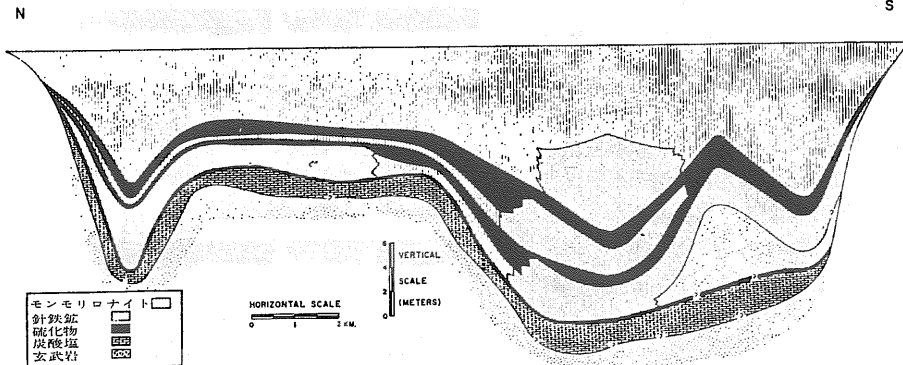 N
S
6
4
2
0
VERTICAL
SCALE
(METERS)
HORIZONTAL SCALE
0 1 2 KM.
モンモリロナイト
針鉄鉱
硫化物
炭酸塩
玄武岩